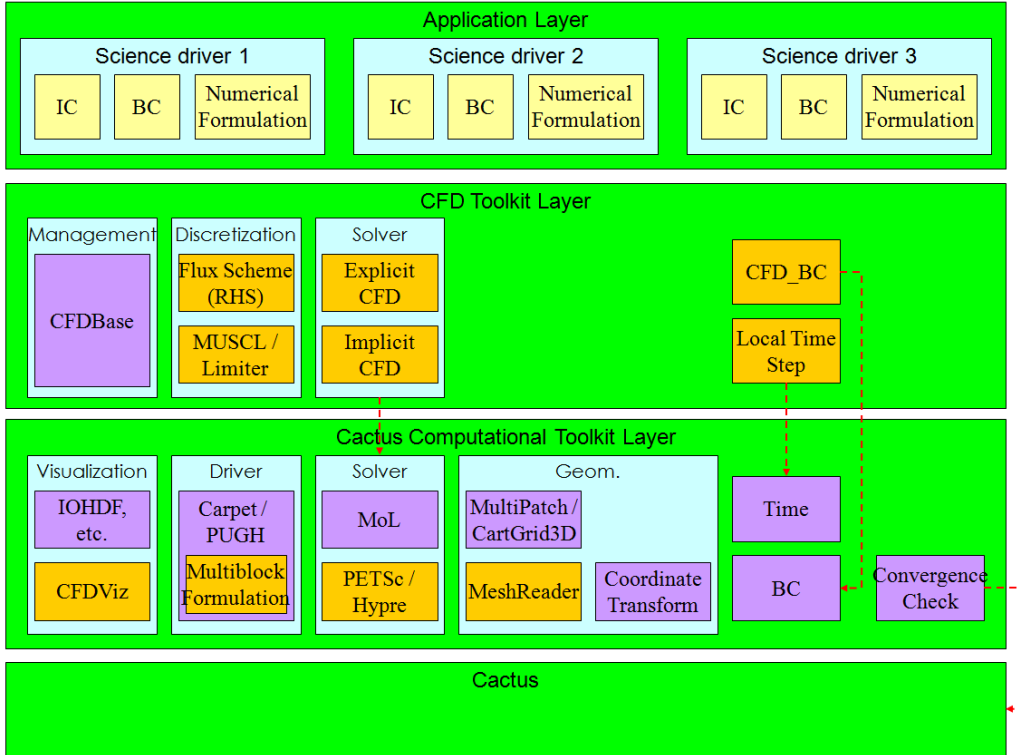 Application Layer
Science driver 1
IC
BC
Numerical
Formulation
Science driver 2
IC
BC
Numerical
Formulation
Science driver 3
IC
BC
Numerical
Formulation
CFD Toolkit Layer
Management
CFDBase
Discretization
Flux Scheme
(RHS)
MUSCL /
Limiter
Solver
Explicit
CFD
Implicit
CFD
CFD_BC
Local Time
Step
Cactus Computational Toolkit Layer
Visualization
IOHDF,
etc.
CFDViz
Driver
Carpet /
PUGH
Multiblock
Formulation
Solver
MoL
PETSc /
Hypre
Geom.
MultiPatch /
CartGrid3D
MeshReader
Coordinate
Transform
Time
BC
Convergence
Check
Cactus